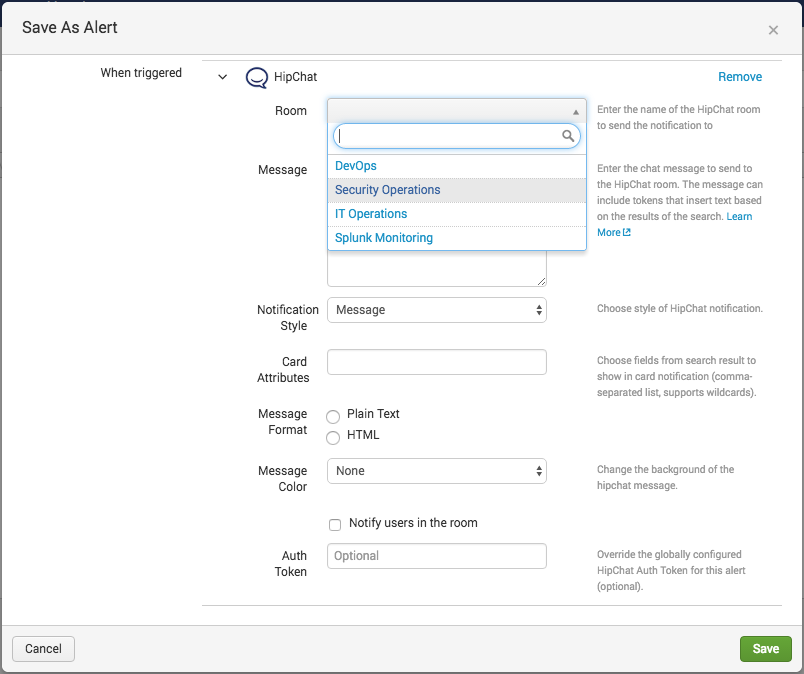 Save As Alert
×
When triggered
HipChat
Remove
Room
Enter the name of the HipChat room
to send the notification to
DevOps
Security Operations
IT Operations
Splunk Monitoring
Message
Enter the chat message to send to
the HipChat room. The message can
include tokens that insert text based
on the results of the search. Learn
More
Notification
Style
Message
Choose style of HipChat notification.
Card
Attributes
Choose fields from search result to
show in card notification (comma-
separated list, supports wildcards).
Message
Format
Plain Text
HTML
Message
Color
None
Change the background of the
hipchat message.
Notify users in the room
Auth
Token
Optional
Override the globally configured
HipChat Auth Token for this alert
(optional).
Cancel
Save